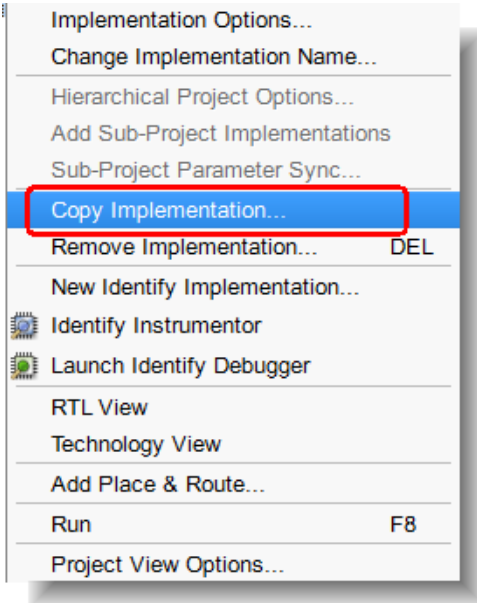 Implementation Options...
Change Implementation Name...
Hierarchical Project Options...
Add Sub-Project Implementations
Sub-Project Parameter Sync...
Copy Implementation...
Remove Implementation... DEL
New Identify Implementation...
Identify Instrumentor
Launch Identify Debugger
RTL View
Technology View
Add Place & Route...
Run F8
Project View Options...